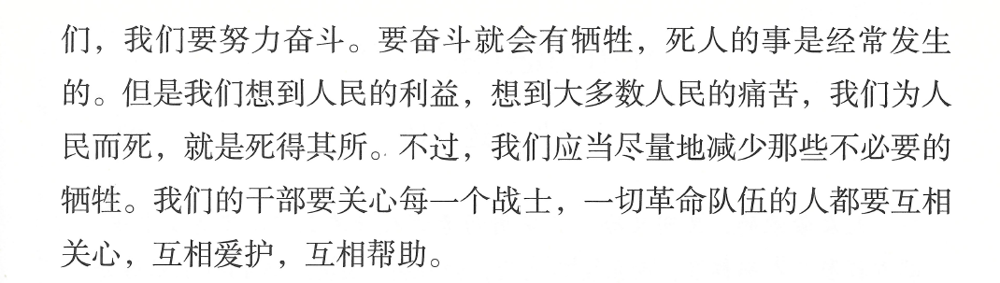 们，我们要努力奋斗。要奋斗就会有牺牲，死人的事是经常发生
的。但是我们想到人民的利益，想到大多数人民的痛苦，我们为人
民而死，就是死得其所。不过，我们应当尽量地减少那些不必要的
牺牲。我们的干部要关心每一个战士，一切革命队伍的人都要互相
关心，互相爱护，互相帮助。